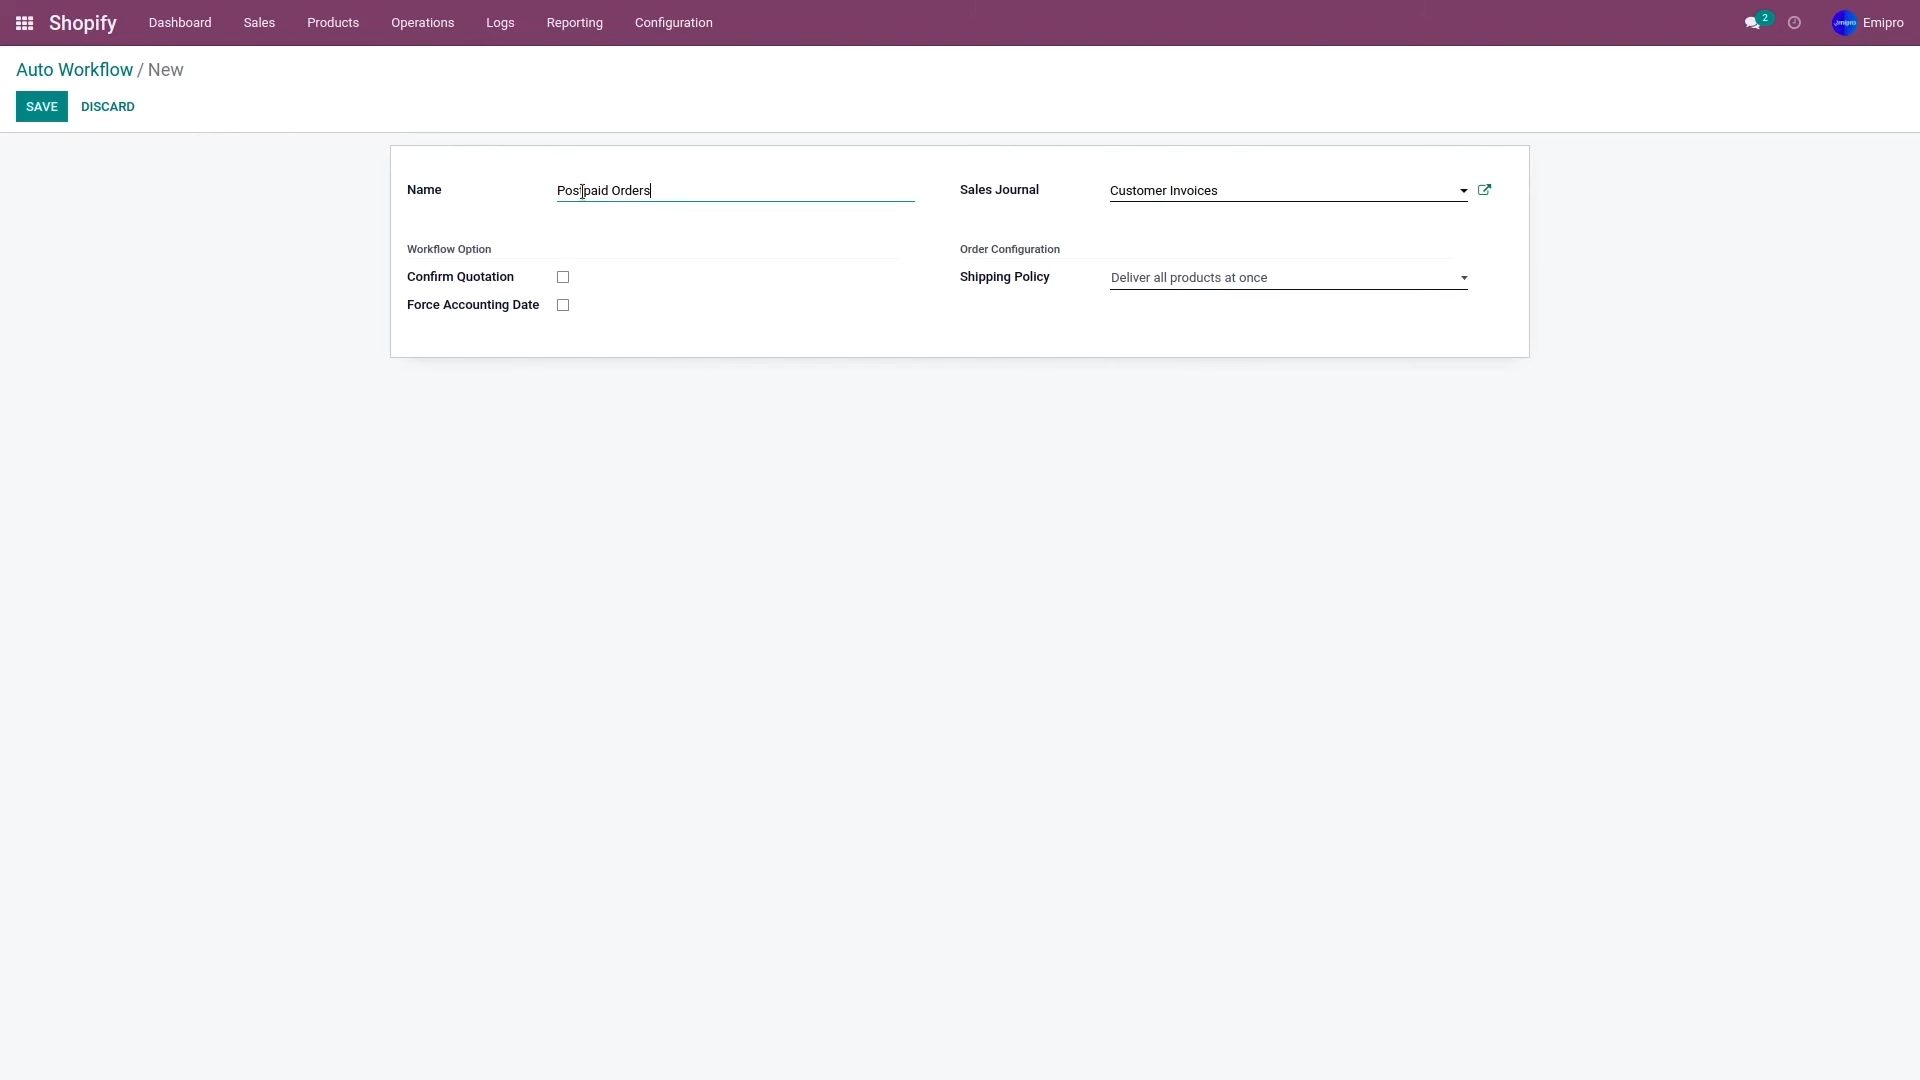 Shopify Dashboard Sales Products Operations Logs Reporting Configuration 2 Emipro
Auto Workflow / New
SAVE DISCARD
Name Postpaid Orders Sales Journal Customer Invoices
Workflow Option Order Configuration
Confirm Quotation Shipping Policy Deliver all products at once
Force Accounting Date